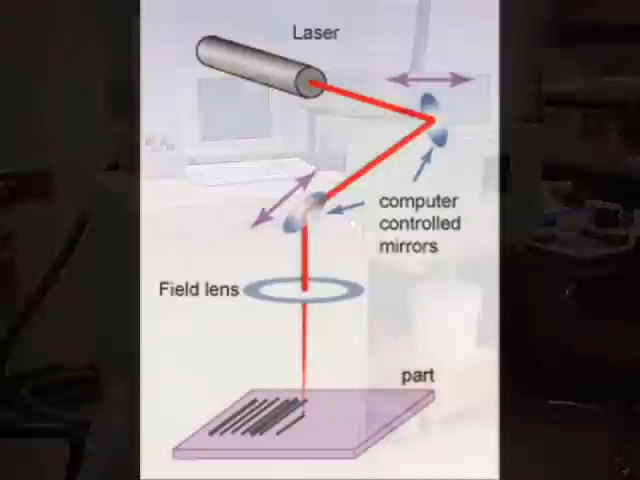 Laser
computer
controlled
mirrors
Field lens
part